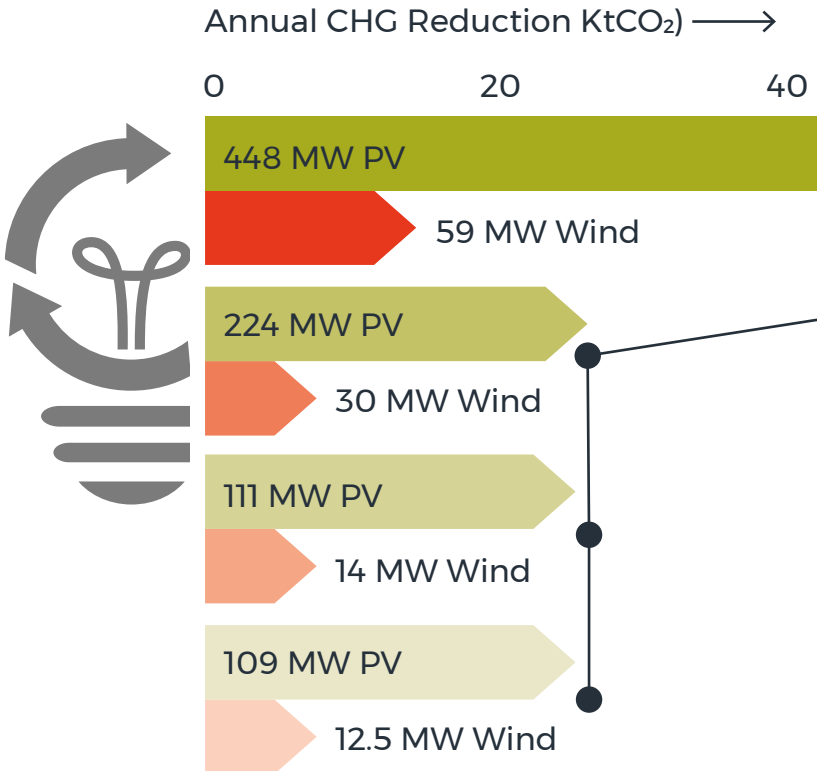 Annual CHG Reduction KtCO₂)
0 20 40
448 MW PV
59 MW Wind
224 MW PV
30 MW Wind
111 MW PV
14 MW Wind
109 MW PV
12.5 MW Wind